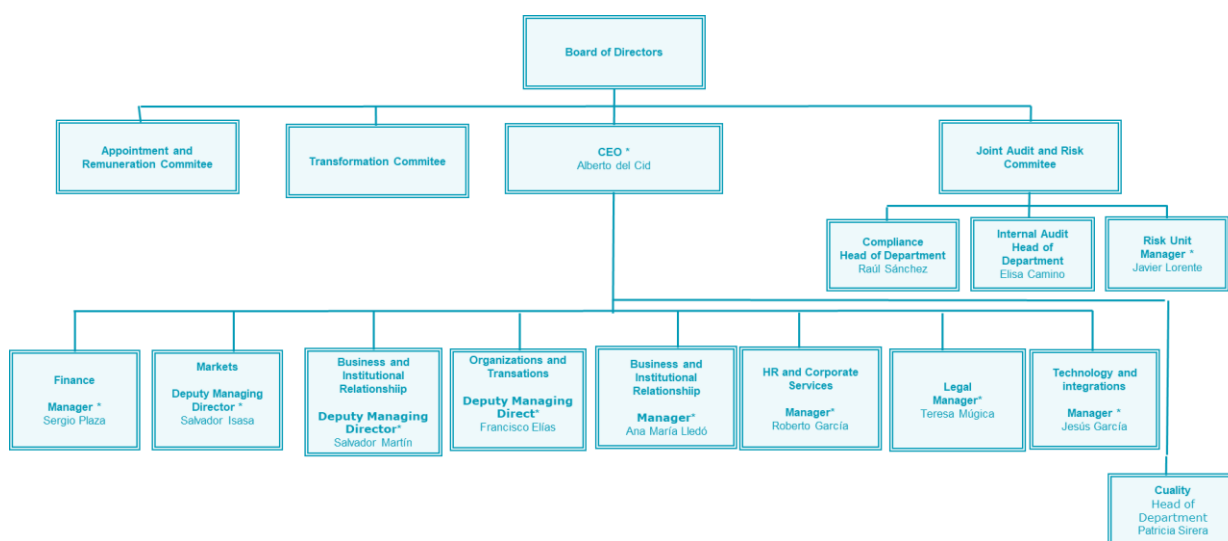 Board of Directors
Appointment and
Remuneration Commitee
Transformation Commitee
CEO *
Alberto del Cid
Joint Audit and Risk
Commitee
Compliance
Head of Department
Raúl Sánchez
Internal Audit
Head of
Department
Elisa Camino
Risk Unit
Manager *
Javier Lorente
Finance
Manager *
Sergio Plaza
Markets
Deputy Managing
Director *
Salvador Isasa
Business and
Institutional
Relationshiip
Deputy Managing
Director*
Salvador Martín
Organizations and
Transations
Deputy Managing
Direct*
Francisco Elías
Business and
Institutional
Relationshiip
Manager*
Ana María Lledó
HR and Corporate
Services
Manager*
Roberto García
Legal
Manager*
Teresa Múgica
Technology and
integrations
Manager *
Jesús García
Cuality
Head of
Department
Patricia Sirera